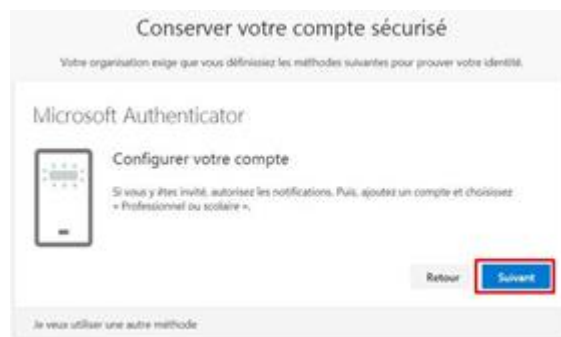 Conserver votre compte sécurisé
Votre organisation exige que vous définissiez les méthodes suivantes pour prouver votre identité.
Microsoft Authenticator
Configurer votre compte
Si vous y êtes invité, autorisez les notifications. Puis, ajoutez un compte et choisissez
« Professionnel ou scolaire ».
Retour
Suivant
Je veux utiliser une autre méthode